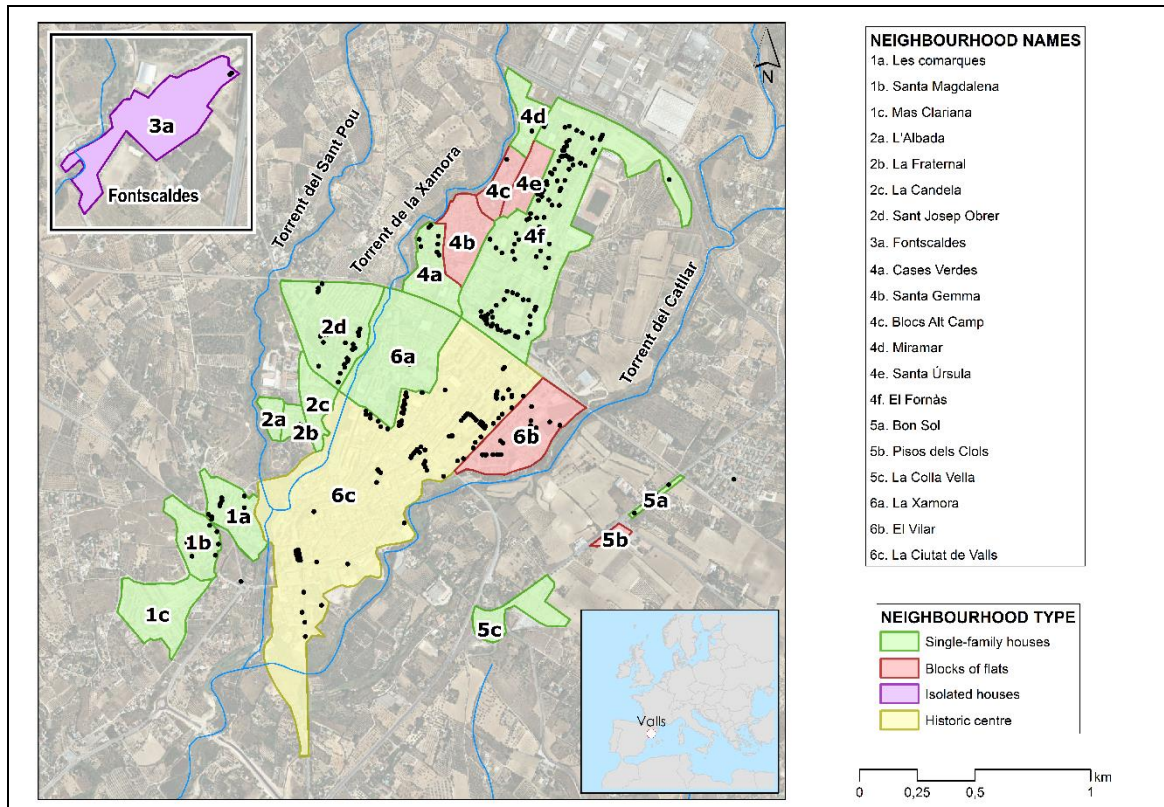 3a
Fontscaldes
Torrent del Sant Pou
Torrent de la Xamora
Torrent del Catllar
N
4d
4c
4e
4b
4f
4a
2d
6a
2c
2a
2b
6b
6c
1a
1b
1c
5a
5b
5c
Valls
NEIGHBOURHOOD NAMES
1a. Les comarques
1b. Santa Magdalena
1c. Mas Clariana
2a. L'Albada
2b. La Fraternal
2c. La Candela
2d. Sant Josep Obrer
3a. Fontscaldes
4a. Cases Verdes
4b. Santa Gemma
4c. Blocs Alt Camp
4d. Miramar
4e. Santa Úrsula
4f. El Fornàs
5a. Bon Sol
5b. Pisos dels Clols
5c. La Colla Vella
6a. La Xamora
6b. El Vilar
6c. La Ciutat de Valls
NEIGHBOURHOOD TYPE
Single-family houses
Blocks of flats
Isolated houses
Historic centre
km
0 0,25 0,5 1